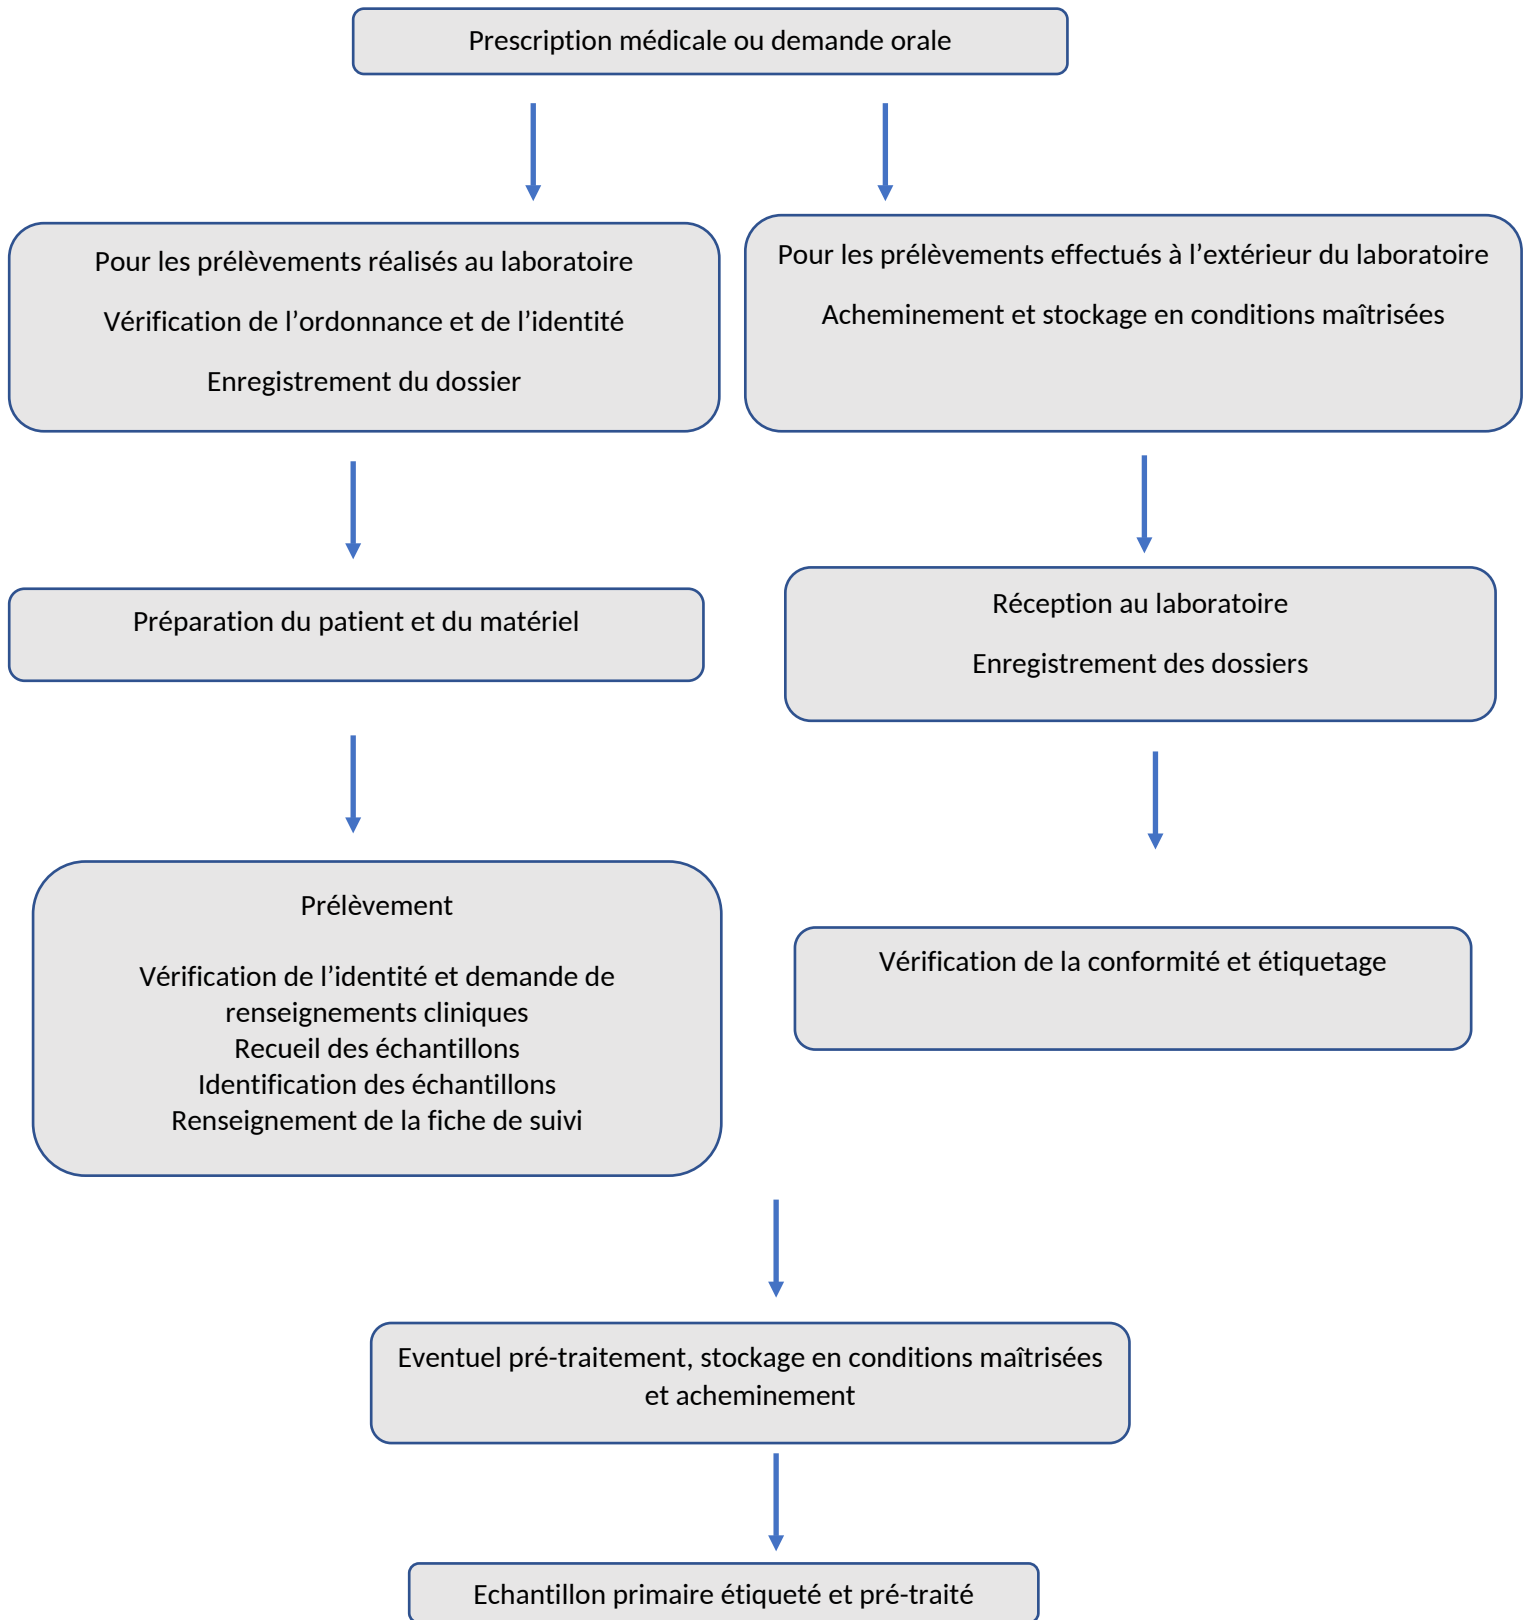 Prescription médicale ou demande orale
Pour les prélèvements réalisés au laboratoire
Vérification de l’ordonnance et de l’identité
Enregistrement du dossier
Pour les prélèvements effectués à l’extérieur du laboratoire
Acheminement et stockage en conditions maîtrisées
Préparation du patient et du matériel
Réception au laboratoire
Enregistrement des dossiers
Prélèvement
Vérification de l’identité et demande de
renseignements cliniques
Recueil des échantillons
Identification des échantillons
Renseignement de la fiche de suivi
Vérification de la conformité et étiquetage
Eventuel pré-traitement, stockage en conditions maîtrisées
et acheminement
Echantillon primaire étiqueté et pré-traité